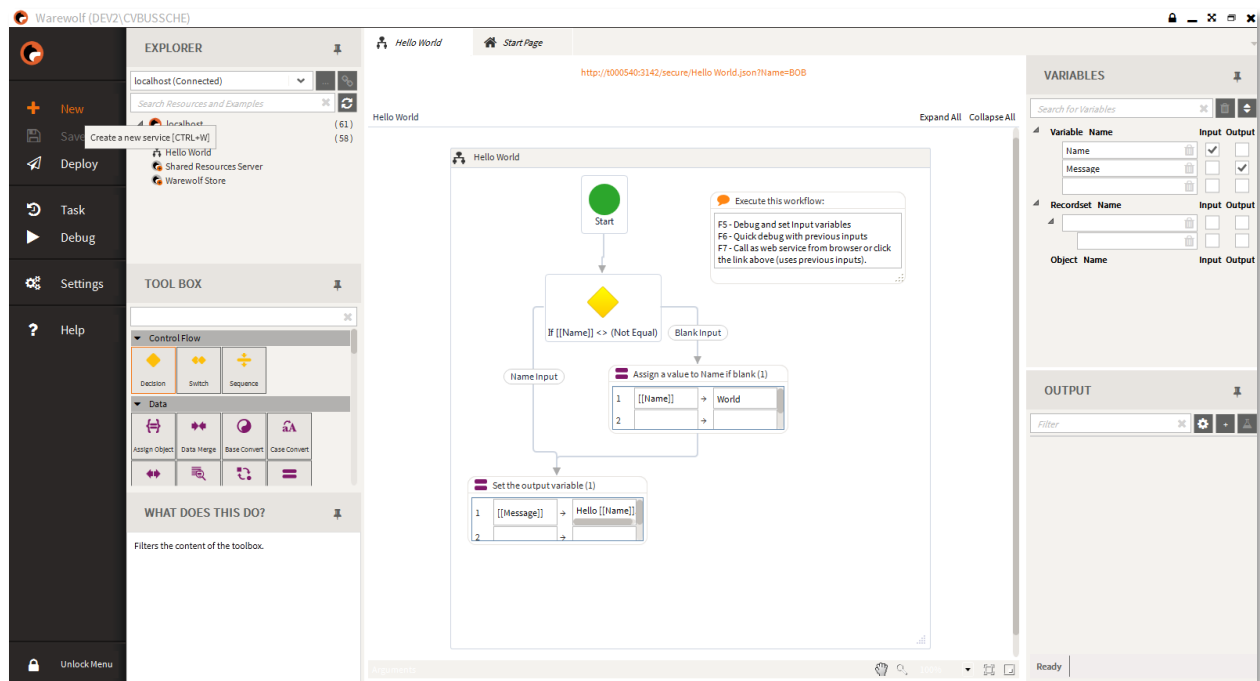 Warewolf (DEV2\CVBUSSCHE)
New
Save
Create a new service [CTRL+W]
Deploy
Task
Debug
Settings
Help
Unlock Menu
EXPLORER
localhost (Connected)
...
Search Resources and Examples
localhost (61)
(58)
Hello World
Shared Resources Server
Warewolf Store
TOOL BOX
Control Flow
Decision
Switch
Sequence
Data
Assign Object
Data Merge
Base Convert
Case Convert
WHAT DOES THIS DO?
Filters the content of the toolbox.
Hello World
Start Page
http://t000540:3142/secure/Hello World.json?Name=BOB
Hello World
Expand All Collapse All
Hello World
Start
Execute this workflow:
F5 - Debug and set Input variables
F6 - Quick debug with previous inputs
F7 - Call as web service from browser or click
the link above (uses previous inputs).
If [[Name]] <> (Not Equal)
Blank Input
Name Input
Assign a value to Name if blank (1)
1 [[Name]] → World
2 →
Set the output variable (1)
1 [[Message]] → Hello [[Name]]
2 →
Arguments
VARIABLES
Search for Variables
Variable Name Input Output
Name
Message
Recordset Name Input Output
Object Name Input Output
OUTPUT
Filter
Ready